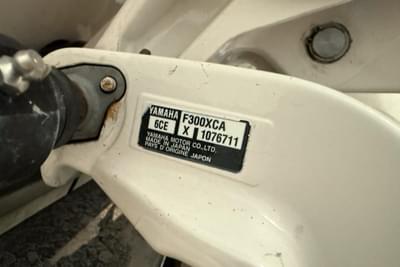 YAMAHA F300XCA
6CE X 1076711
YAMAHA MOTOR CO., LTD.
MADE IN JAPAN
PAYS D'ORIGINE JAPON